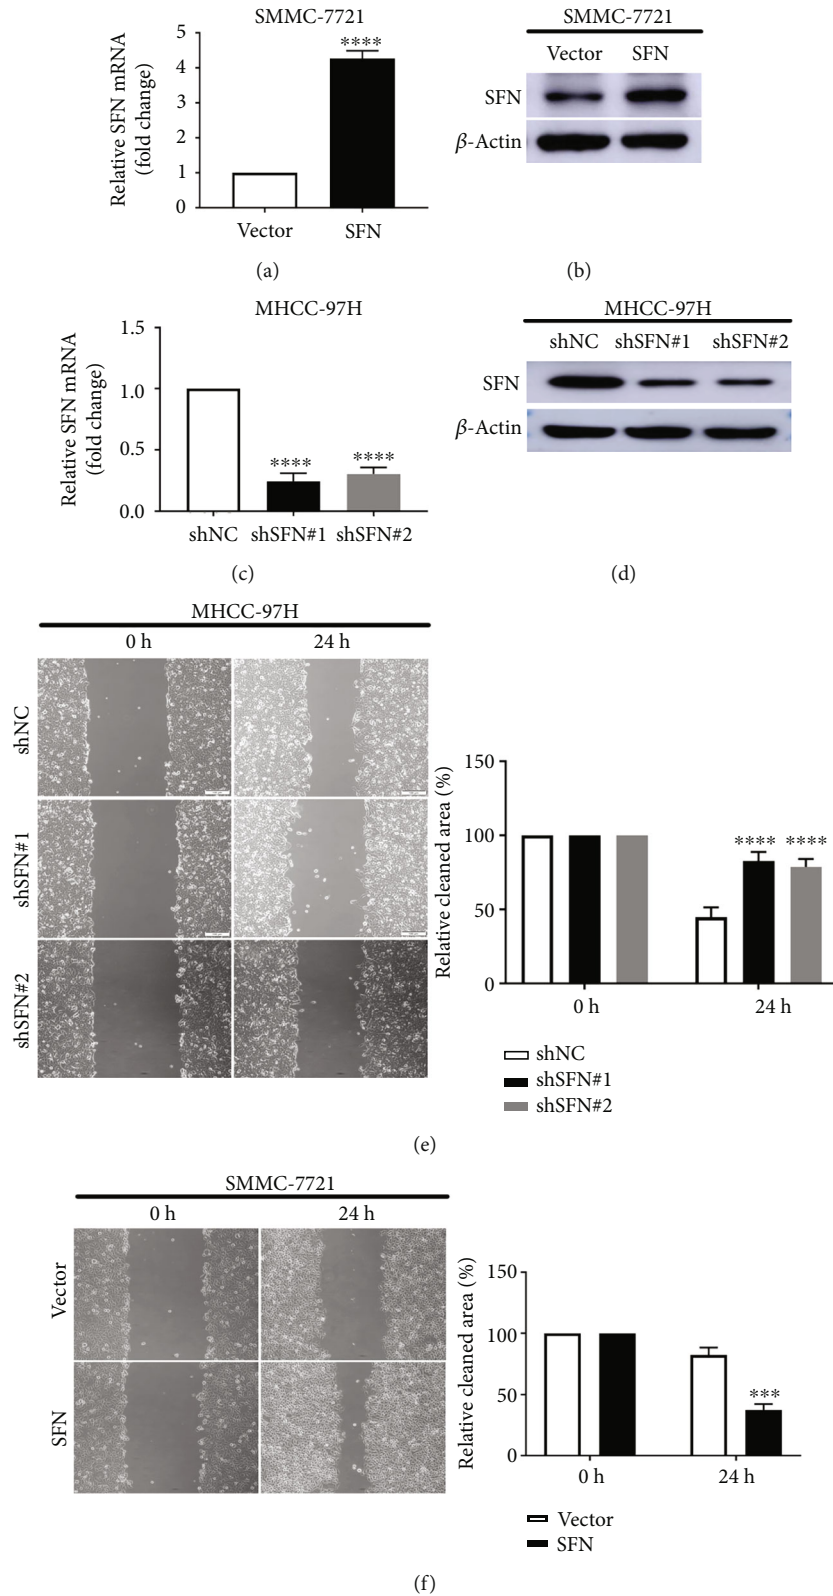 SMMC-7721
Relative SFN mRNA
(fold change)
5
4
3
2
1
0
****
Vector
SFN
(a)
SMMC-7721
Vector SFN
SFN
β-Actin
(b)
MHCC-97H
Relative SFN mRNA
(fold change)
1.5
1.0
0.5
0.0
**** ****
shNC shSFN#1 shSFN#2
(c)
MHCC-97H
shNC shSFN#1 shSFN#2
SFN
β-Actin
(d)
MHCC-97H
0 h 24 h
shNC
shSFN#1
shSFN#2
Relative cleaned area (%)
150
100
50
0
**** ****
0 h 24 h
shNC
shSFN#1
shSFN#2
(e)
SMMC-7721
0 h 24 h
Vector
SFN
Relative cleaned area (%)
150
100
50
0
***
0 h 24 h
Vector
SFN
(f)